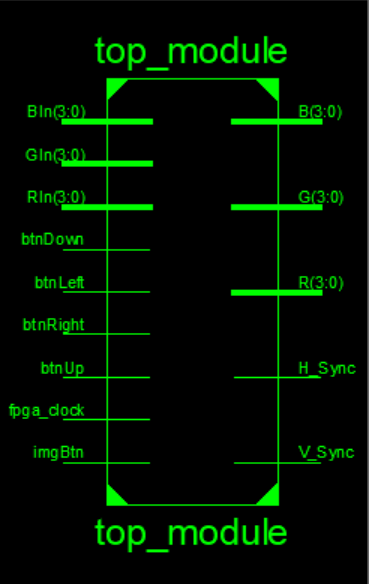 top_module
BIn(3:0) B(3:0)
GIn(3:0)
RIn(3:0) G(3:0)
btnDown
btnLeft R(3:0)
btnRight
btnUp H_Sync
fpga_clock
imgBtn V_Sync
top_module